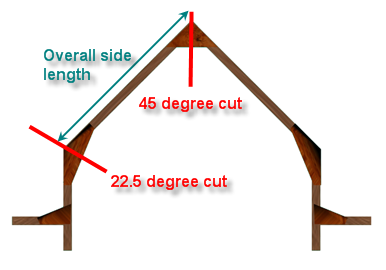 Overall side
length
45 degree cut
22.5 degree cut